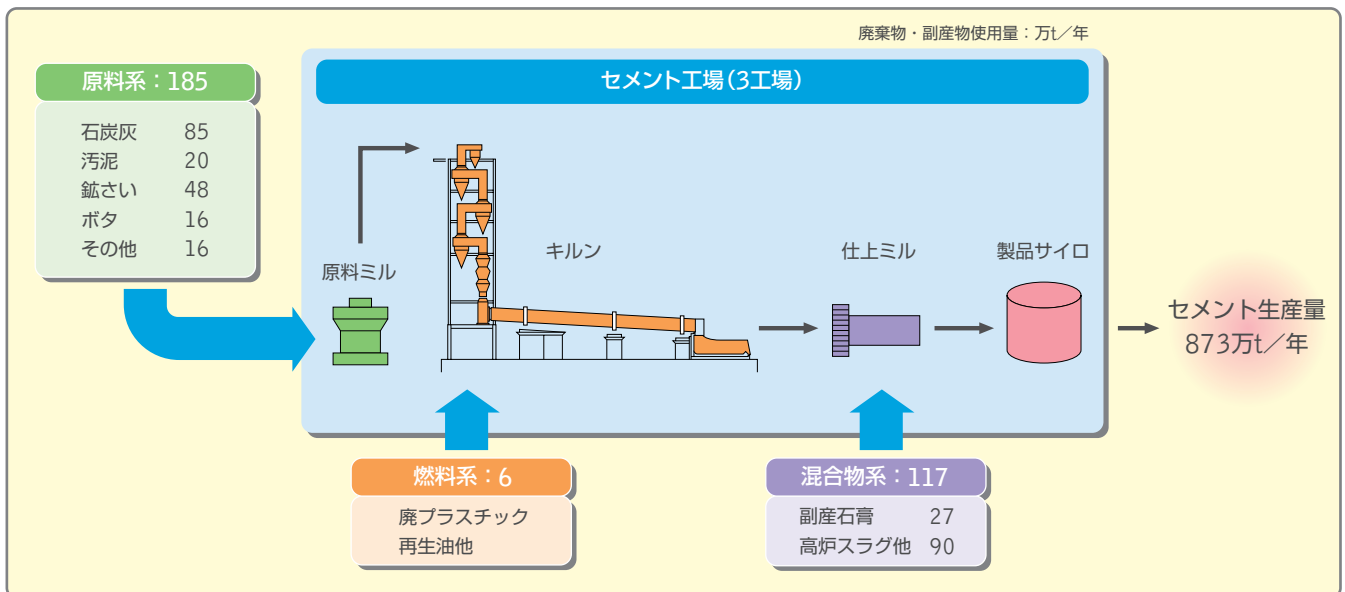 廃棄物・副産物使用量：万t／年
セメント工場（3工場）
原料系：185
石炭灰 85
汚泥 20
鉱さい 48
ボタ 16
その他 16
原料ミル
キルン
仕上ミル
製品サイロ
セメント生産量
873万t／年
燃料系：6
廃プラスチック
再生油他
混合物系：117
副産石膏 27
高炉スラグ他 90